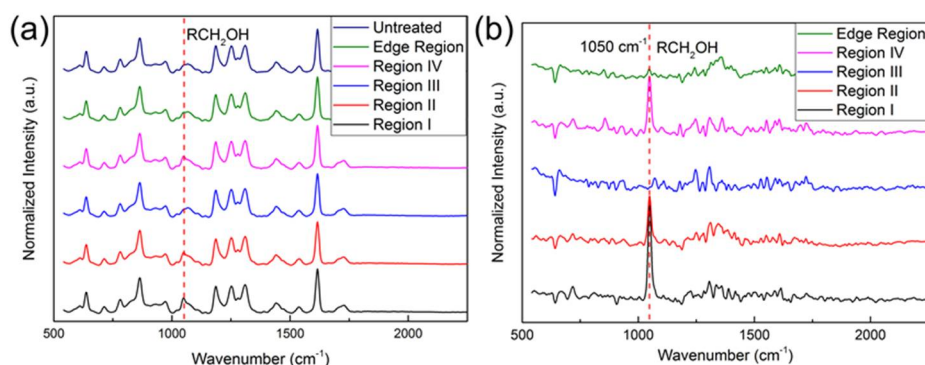 (a)
RCH₂OH
Untreated
Edge Region
Region IV
Region III
Region II
Region I
Normalized Intensity (a.u.)
500 1000 1500 2000
Wavenumber (cm⁻¹)
(b)
1050 cm⁻¹ RCH₂OH
Edge Region
Region IV
Region III
Region II
Region I
Normalized Intensity (a.u.)
1000 1500 2000
Wavenumber (cm⁻¹)